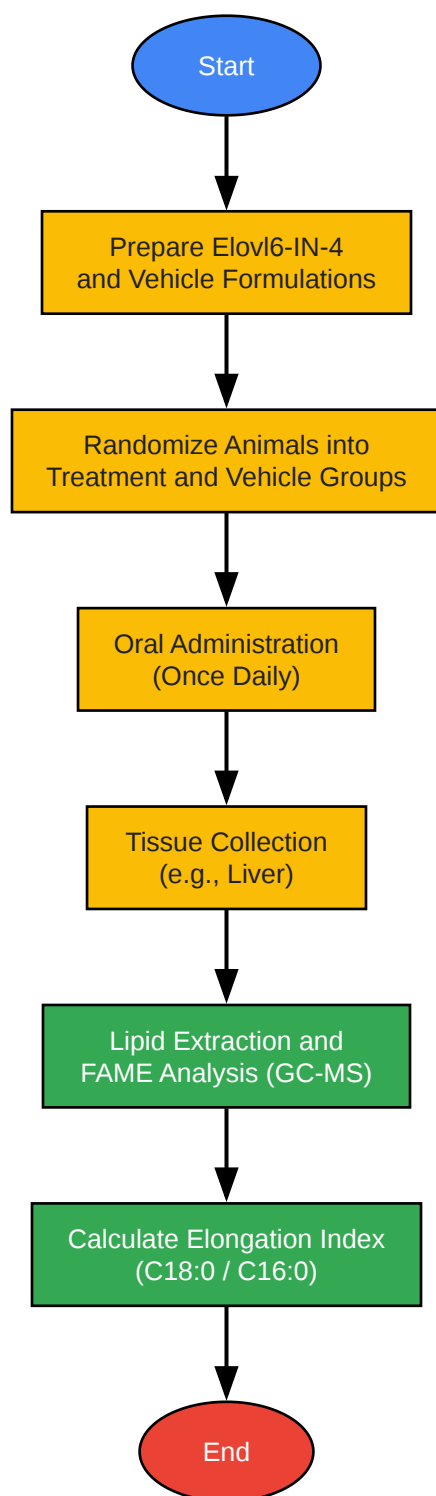 Start
Prepare Elovl6-IN-4
and Vehicle Formulations
Randomize Animals into
Treatment and Vehicle Groups
Oral Administration
(Once Daily)
Tissue Collection
(e.g., Liver)
Lipid Extraction and
FAME Analysis (GC-MS)
Calculate Elongation Index
(C18:0 / C16:0)
End